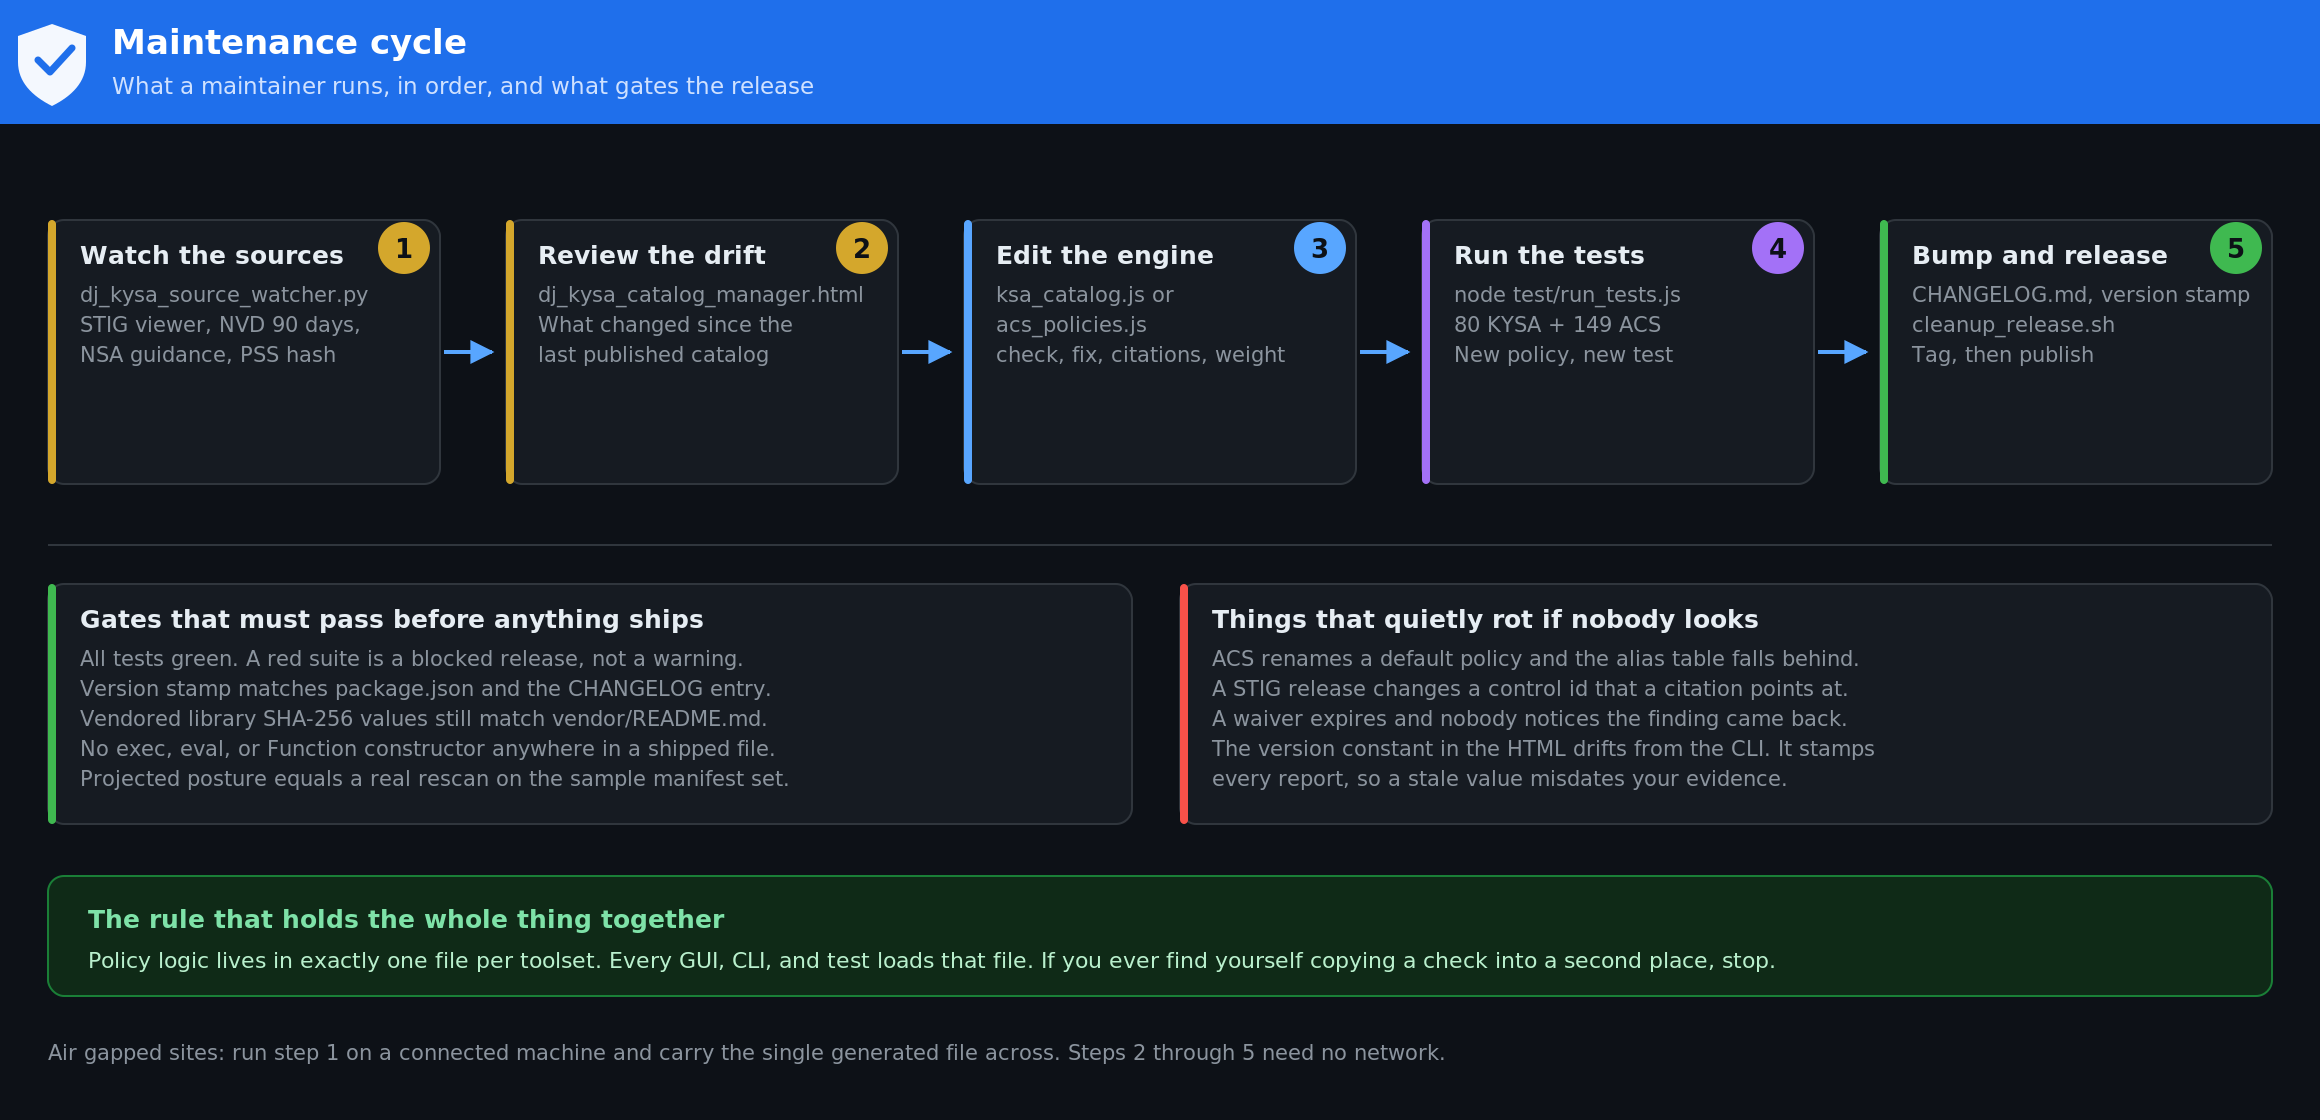 Maintenance cycle
What a maintainer runs, in order, and what gates the release
Watch the sources
1
dj_kysa_source_watcher.py
STIG viewer, NVD 90 days,
NSA guidance, PSS hash
Review the drift
2
dj_kysa_catalog_manager.html
What changed since the
last published catalog
Edit the engine
3
ksa_catalog.js or
acs_policies.js
check, fix, citations, weight
Run the tests
4
node test/run_tests.js
80 KYSA + 149 ACS
New policy, new test
Bump and release
5
CHANGELOG.md, version stamp
cleanup_release.sh
Tag, then publish
Gates that must pass before anything ships
All tests green. A red suite is a blocked release, not a warning.
Version stamp matches package.json and the CHANGELOG entry.
Vendored library SHA-256 values still match vendor/README.md.
No exec, eval, or Function constructor anywhere in a shipped file.
Projected posture equals a real rescan on the sample manifest set.
Things that quietly rot if nobody looks
ACS renames a default policy and the alias table falls behind.
A STIG release changes a control id that a citation points at.
A waiver expires and nobody notices the finding came back.
The version constant in the HTML drifts from the CLI. It stamps
every report, so a stale value misdates your evidence.
The rule that holds the whole thing together
Policy logic lives in exactly one file per toolset. Every GUI, CLI, and test loads that file. If you ever find yourself copying a check into a second place, stop.
Air gapped sites: run step 1 on a connected machine and carry the single generated file across. Steps 2 through 5 need no network.